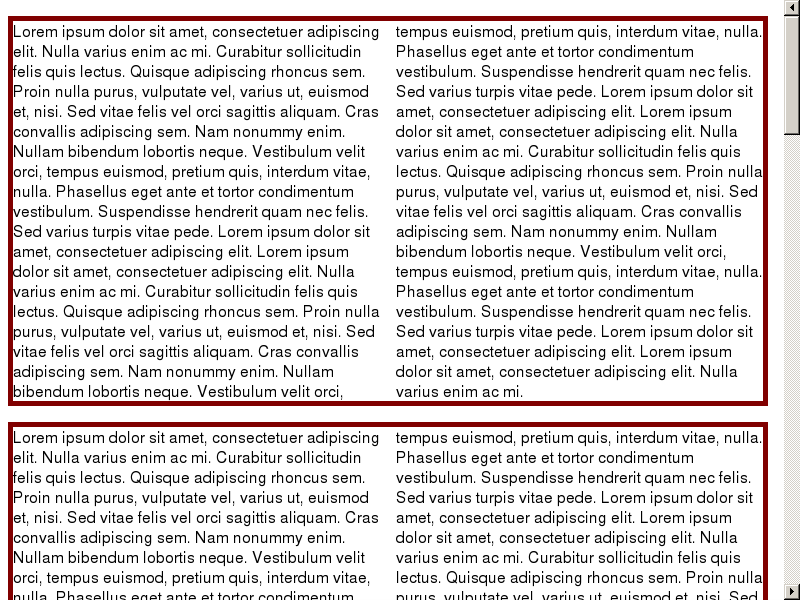 Lorem ipsum dolor sit amet, consectetuer adipiscing
elit. Nulla varius enim ac mi. Curabitur sollicitudin
felis quis lectus. Quisque adipiscing rhoncus sem.
Proin nulla purus, vulputate vel, varius ut, euismod
et, nisi. Sed vitae felis vel orci sagittis aliquam. Cras
convallis adipiscing sem. Nam nonummy enim.
Nullam bibendum lobortis neque. Vestibulum velit
orci, tempus euismod, pretium quis, interdum vitae,
nulla. Phasellus eget ante et tortor condimentum
vestibulum. Suspendisse hendrerit quam nec felis.
Sed varius turpis vitae pede. Lorem ipsum dolor sit
amet, consectetuer adipiscing elit. Lorem ipsum
dolor sit amet, consectetuer adipiscing elit. Nulla
varius enim ac mi. Curabitur sollicitudin felis quis
lectus. Quisque adipiscing rhoncus sem. Proin nulla
purus, vulputate vel, varius ut, euismod et, nisi. Sed
vitae felis vel orci sagittis aliquam. Cras convallis
adipiscing sem. Nam nonummy enim. Nullam
bibendum lobortis neque. Vestibulum velit orci,
tempus euismod, pretium quis, interdum vitae, nulla.
Phasellus eget ante et tortor condimentum
vestibulum. Suspendisse hendrerit quam nec felis.
Sed varius turpis vitae pede. Lorem ipsum dolor sit
amet, consectetuer adipiscing elit. Lorem ipsum
dolor sit amet, consectetuer adipiscing elit. Nulla
varius enim ac mi. Curabitur sollicitudin felis quis
lectus. Quisque adipiscing rhoncus sem. Proin nulla
purus, vulputate vel, varius ut, euismod et, nisi. Sed
vitae felis vel orci sagittis aliquam. Cras convallis
adipiscing sem. Nam nonummy enim. Nullam
bibendum lobortis neque. Vestibulum velit orci,
tempus euismod, pretium quis, interdum vitae, nulla.
Phasellus eget ante et tortor condimentum
vestibulum. Suspendisse hendrerit quam nec felis.
Sed varius turpis vitae pede. Lorem ipsum dolor sit
amet, consectetuer adipiscing elit. Lorem ipsum
dolor sit amet, consectetuer adipiscing elit. Nulla
varius enim ac mi.
Lorem ipsum dolor sit amet, consectetuer adipiscing
elit. Nulla varius enim ac mi. Curabitur sollicitudin
felis quis lectus. Quisque adipiscing rhoncus sem.
Proin nulla purus, vulputate vel, varius ut, euismod
et, nisi. Sed vitae felis vel orci sagittis aliquam. Cras
convallis adipiscing sem. Nam nonummy enim.
Nullam bibendum lobortis neque. Vestibulum velit
orci, tempus euismod, pretium quis, interdum vitae,
nulla. Phasellus eget ante et tortor condimentum
tempus euismod, pretium quis, interdum vitae, nulla.
Phasellus eget ante et tortor condimentum
vestibulum. Suspendisse hendrerit quam nec felis.
Sed varius turpis vitae pede. Lorem ipsum dolor sit
amet, consectetuer adipiscing elit. Lorem ipsum
dolor sit amet, consectetuer adipiscing elit. Nulla
varius enim ac mi. Curabitur sollicitudin felis quis
lectus. Quisque adipiscing rhoncus sem. Proin nulla
purus, vulputate vel, varius ut, euismod et, nisi. Sed